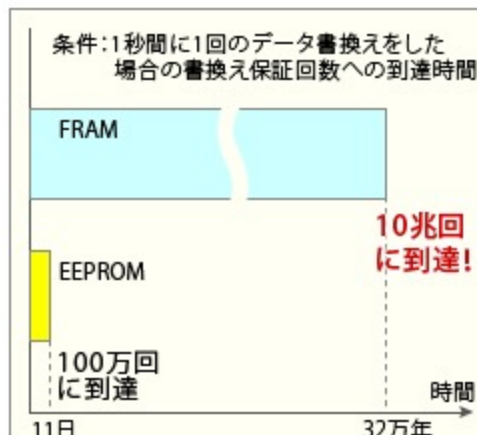 条件:1秒間に1回のデータ書換えをした
場合の書換え保証回数への到達時間
FRAM
10兆回
に到達!
EEPROM
100万回
に到達
時間
11日
32万年